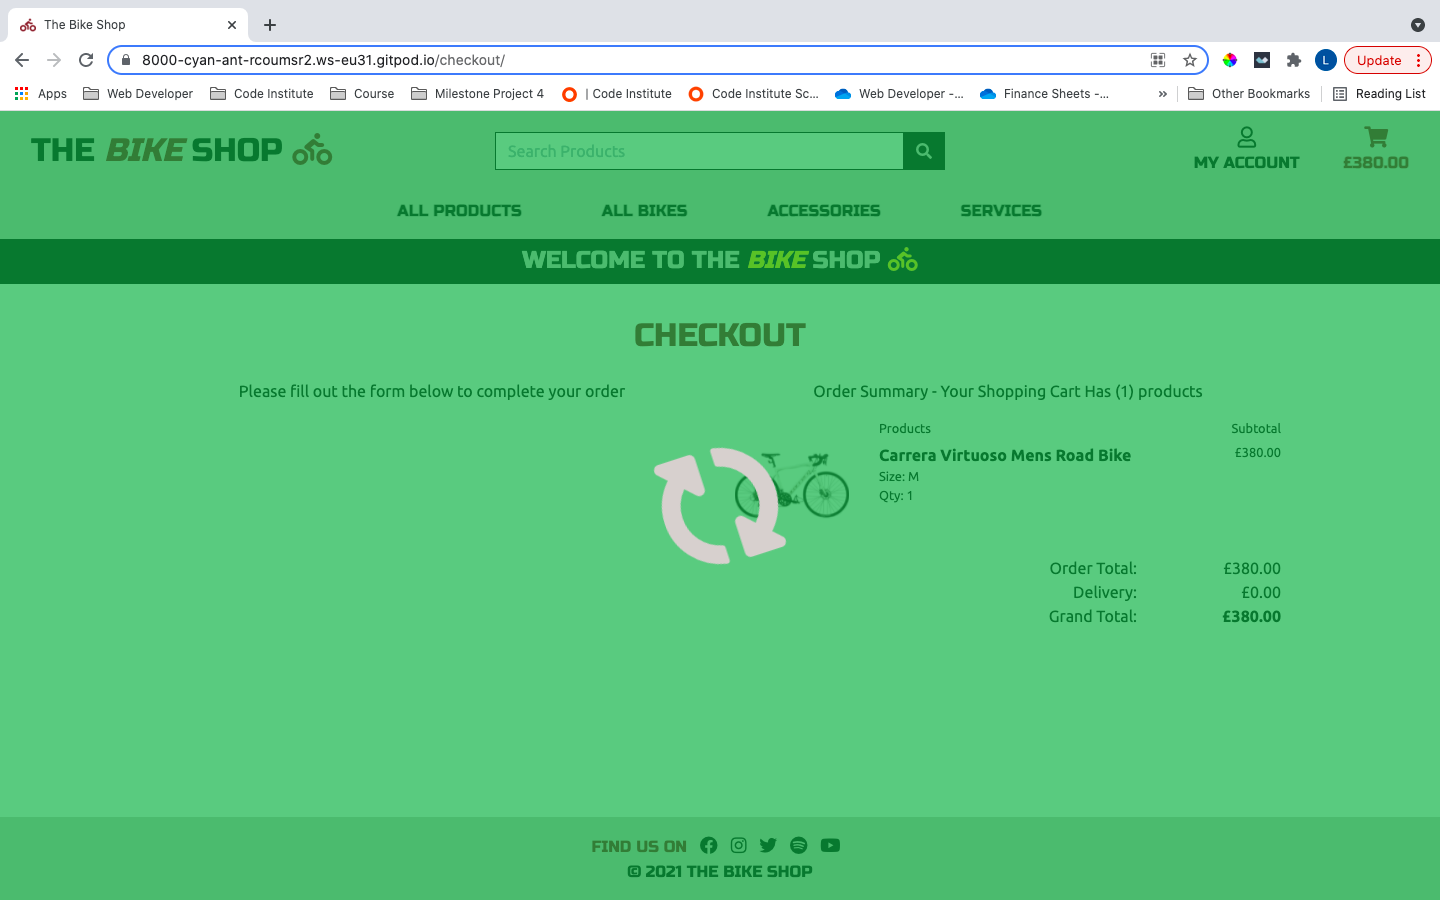 The Bike Shop
8000-cyan-ant-rcoumsr2.ws-eu31.gitpod.io/checkout/
L
Update
Apps
Web Developer
Code Institute
Course
Milestone Project 4
| Code Institute
Code Institute Sc...
Web Developer -...
Finance Sheets -...
»
Other Bookmarks
Reading List
THE BIKE SHOP
Search Products
MY ACCOUNT
£380.00
ALL PRODUCTS
ALL BIKES
ACCESSORIES
SERVICES
WELCOME TO THE BIKE SHOP
CHECKOUT
Please fill out the form below to complete your order
Order Summary - Your Shopping Cart Has (1) products
Products
Subtotal
Carrera Virtuoso Mens Road Bike
£380.00
Size: M
Qty: 1
Order Total: £380.00
Delivery: £0.00
Grand Total: £380.00
FIND US ON
© 2021 THE BIKE SHOP